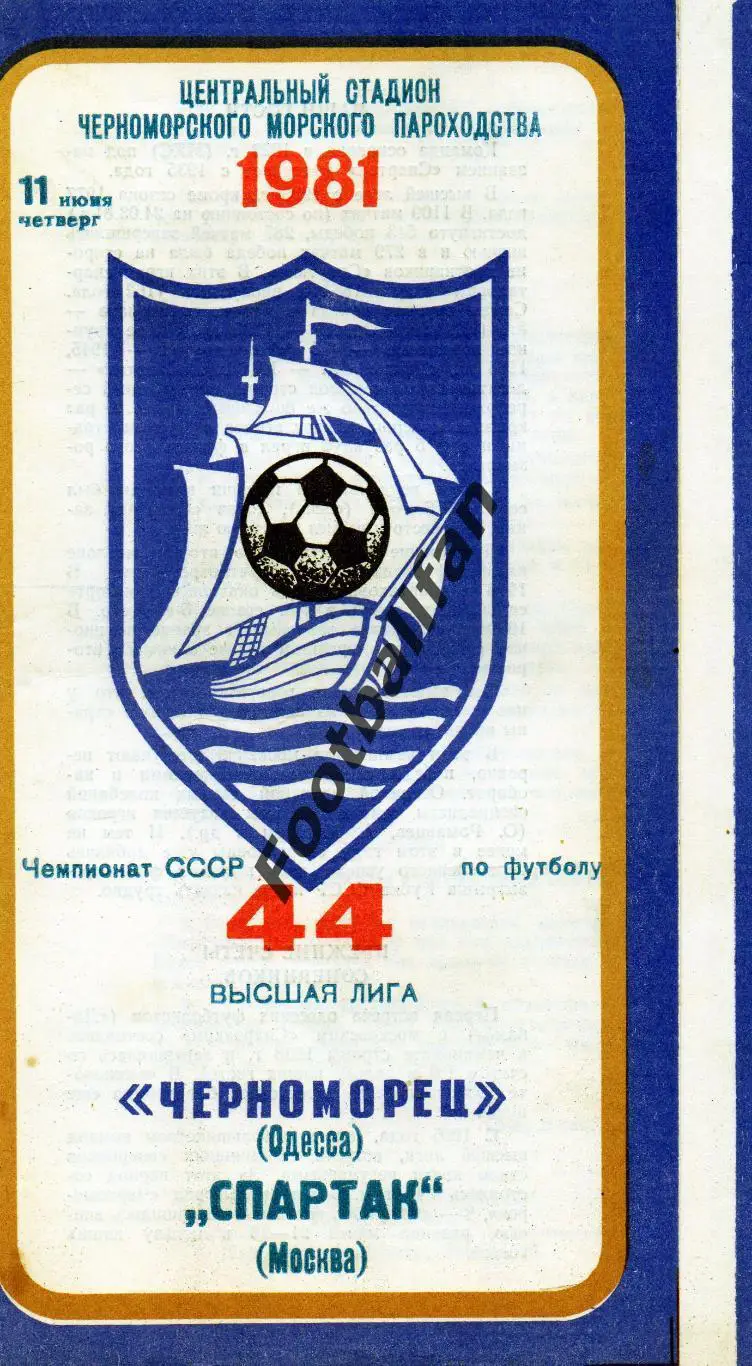 ЦЕНТРАЛЬНЫЙ СТАДИОН
ЧЕРНОМОРСКОГО МОРСКОГО ПАРОХОДСТВА
1981
11 июня
четверг
Footballfan
Чемпионат СССР по футболу
44
ВЫСШАЯ ЛИГА
«ЧЕРНОМОРЕЦ»
(Одесса)
„СПАРТАК“
(Москва)